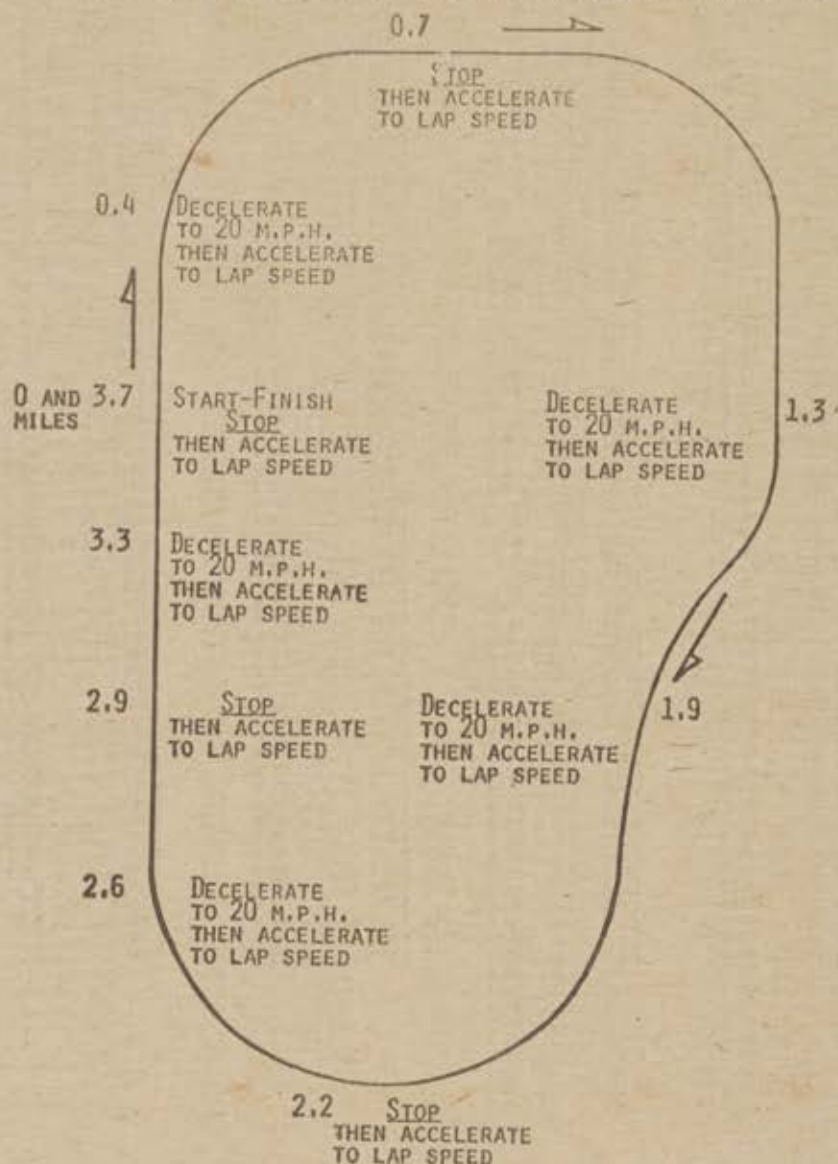 0.7
STOP
THEN ACCELERATE
TO LAP SPEED
0.4
DECELERATE
TO 20 M.P.H.
THEN ACCELERATE
TO LAP SPEED
0 AND 3.7
MILES
START-FINISH
STOP
THEN ACCELERATE
TO LAP SPEED
DECELERATE
TO 20 M.P.H.
THEN ACCELERATE
TO LAP SPEED
1.3
3.3
DECELERATE
TO 20 M.P.H.
THEN ACCELERATE
TO LAP SPEED
2.9
STOP
THEN ACCELERATE
TO LAP SPEED
DECELERATE
TO 20 M.P.H.
THEN ACCELERATE
TO LAP SPEED
1.9
2.6
DECELERATE
TO 20 M.P.H.
THEN ACCELERATE
TO LAP SPEED
2.2
STOP
THEN ACCELERATE
TO LAP SPEED